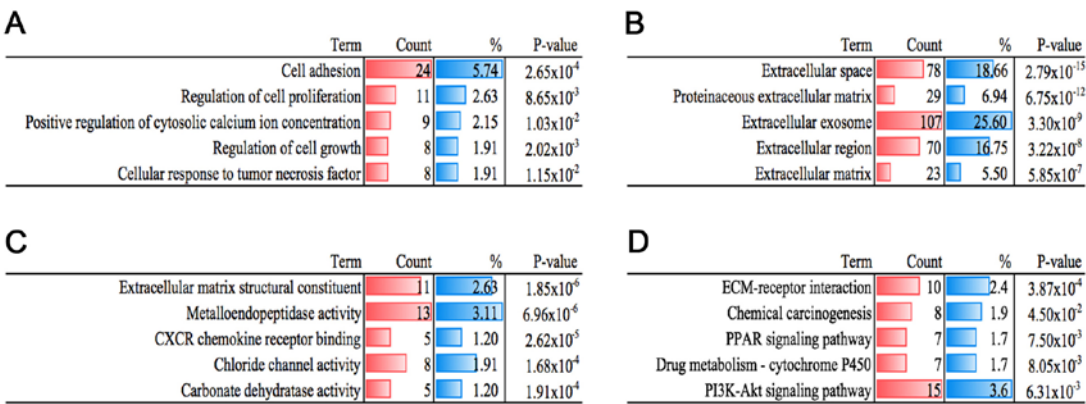 A
Term Count % P-value
Cell adhesion 24 5.74 2.65x10-4
Regulation of cell proliferation 11 2.63 8.65x10-3
Positive regulation of cytosolic calcium ion concentration 9 2.15 1.03x10-2
Regulation of cell growth 8 1.91 2.02x10-3
Cellular response to tumor necrosis factor 8 1.91 1.15x10-2
B
Term Count % P-value
Extracellular space 78 18.66 2.79x10-15
Proteinaceous extracellular matrix 29 6.94 6.75x10-12
Extracellular exosome 107 25.60 3.30x10-9
Extracellular region 70 16.75 3.22x10-8
Extracellular matrix 23 5.50 5.85x10-7
C
Term Count % P-value
Extracellular matrix structural constituent 11 2.63 1.85x10-6
Metalloendopeptidase activity 13 3.11 6.96x10-6
CXCR chemokine receptor binding 5 1.20 2.62x10-5
Chloride channel activity 8 1.91 1.68x10-4
Carbonate dehydratase activity 5 1.20 1.91x10-4
D
Term Count % P-value
ECM-receptor interaction 10 2.4 3.87x10-4
Chemical carcinogenesis 8 1.9 4.50x10-2
PPAR signaling pathway 7 1.7 7.50x10-3
Drug metabolism - cytochrome P450 7 1.7 8.05x10-3
PI3K-Akt signaling pathway 15 3.6 6.31x10-3